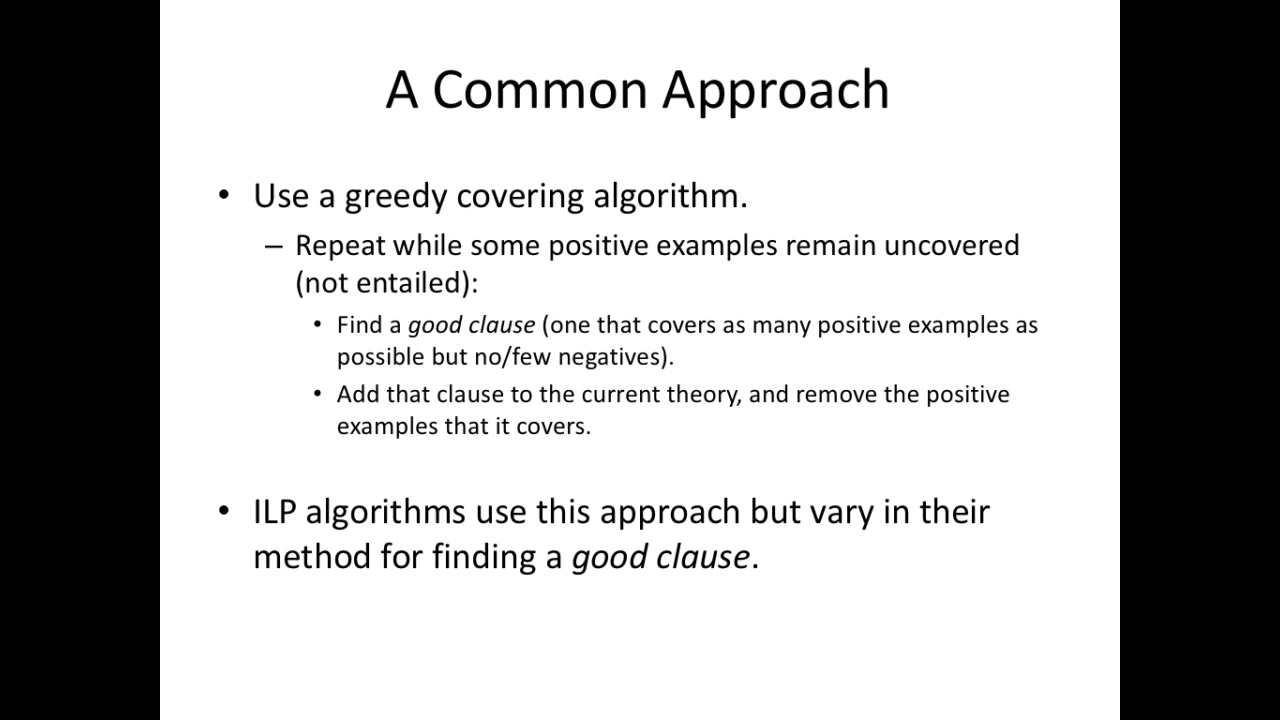 A Common Approach
• Use a greedy covering algorithm.
– Repeat while some positive examples remain uncovered
(not entailed):
• Find a good clause (one that covers as many positive examples as
possible but no/few negatives).
• Add that clause to the current theory, and remove the positive
examples that it covers.
• ILP algorithms use this approach but vary in their
method for finding a good clause.